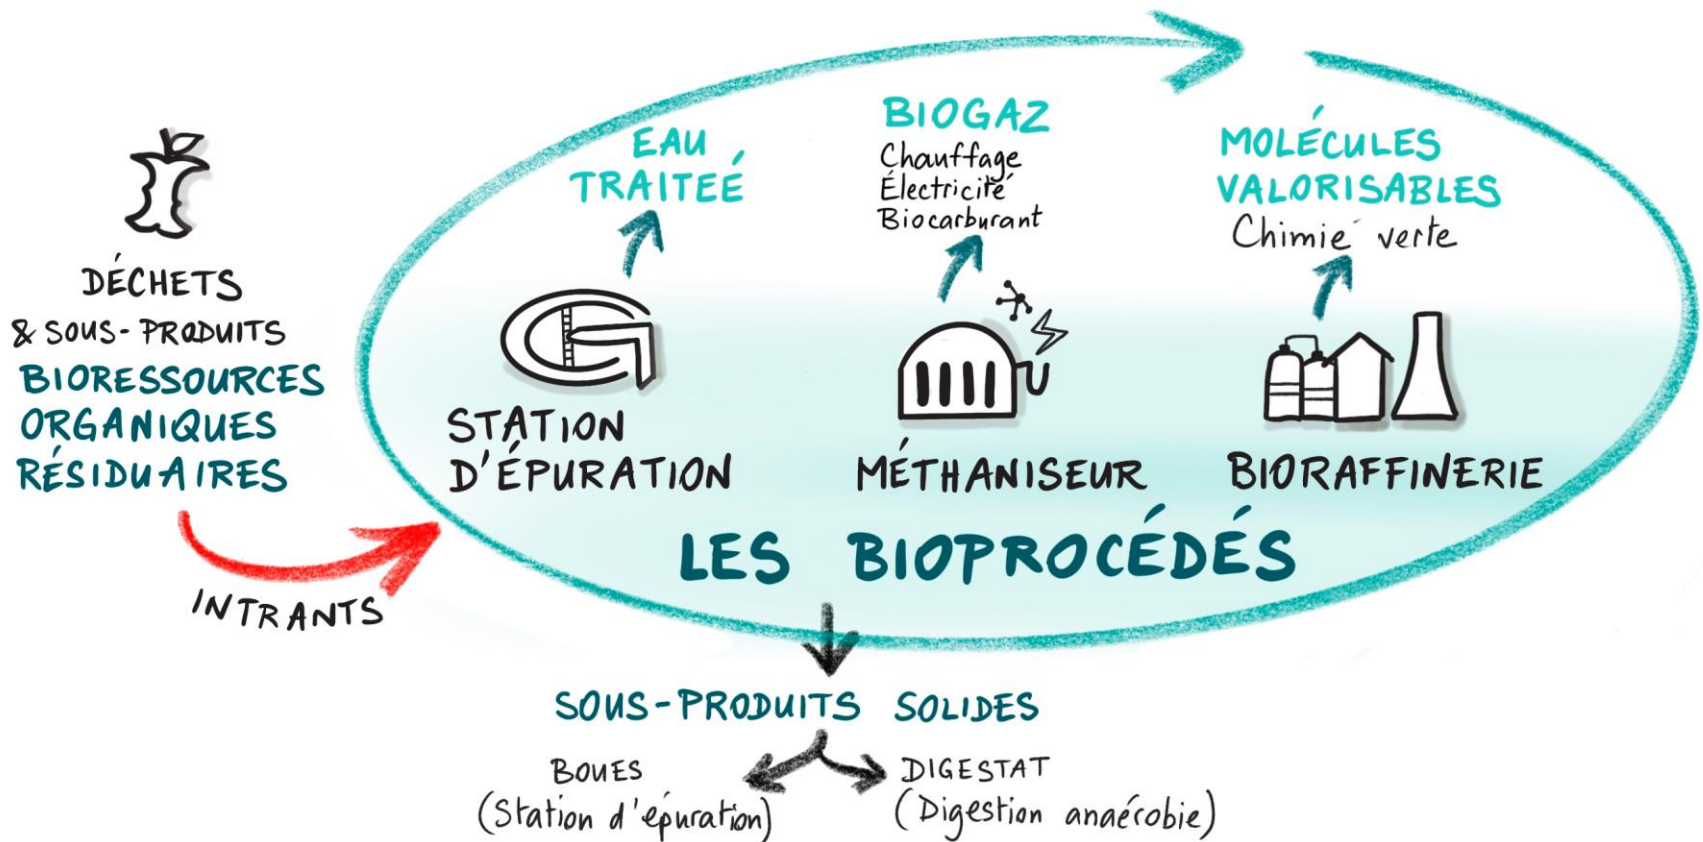 DÉCHETS
& SOUS-PRODUITS
BIORESSOURCES
ORGANIQUES
RÉSIDUAIRES
INTRANTS
EAU
TRAITEÉ
STATION
D'ÉPURATION
BIOGAZ
Chauffage
Électricité
Biocarburant
MÉTHANISEUR
MOLÉCULES
VALORISABLES
Chimie verte
BIORAFFINERIE
LES BIOPROCÉDÉS
SOUS-PRODUITS SOLIDES
BOUES
(Station d'épuration)
DIGESTAT
(Digestion anaérobie)